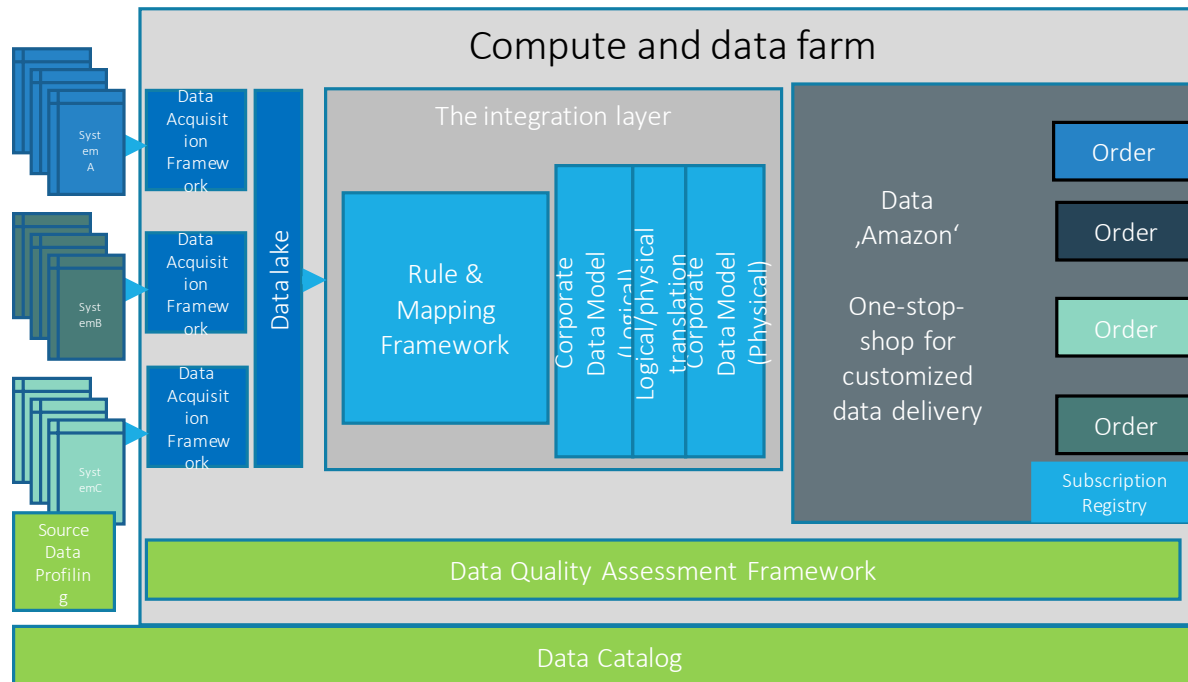 Compute and data farm
Syst
em
A
Data
Acquisit
ion
Framew
ork
Syst
emB
Data
Acquisit
ion
Framew
ork
Syst
emC
Data
Acquisit
ion
Framew
ork
Source
Data
Profilin
g
Data lake
The integration layer
Rule &
Mapping
Framework
Corporate
Data Model
(Logical)
Logical/physical
translation
Corporate
Data Model
(Physical)
Data
‚Amazon‘
One-stop-
shop for
customized
data delivery
Order
Order
Order
Order
Subscription
Registry
Data Quality Assessment Framework
Data Catalog